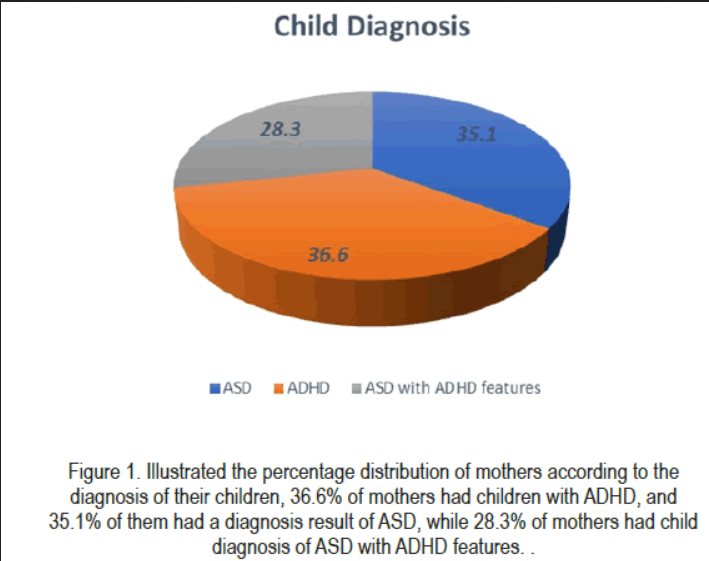 Child Diagnosis
28.3
35.1
36.6
ASD ADHD ASD with ADHD features
Figure 1. Illustrated the percentage distribution of mothers according to the
diagnosis of their children, 36.6% of mothers had children with ADHD, and
35.1% of them had a diagnosis result of ASD, while 28.3% of mothers had child
diagnosis of ASD with ADHD features. .